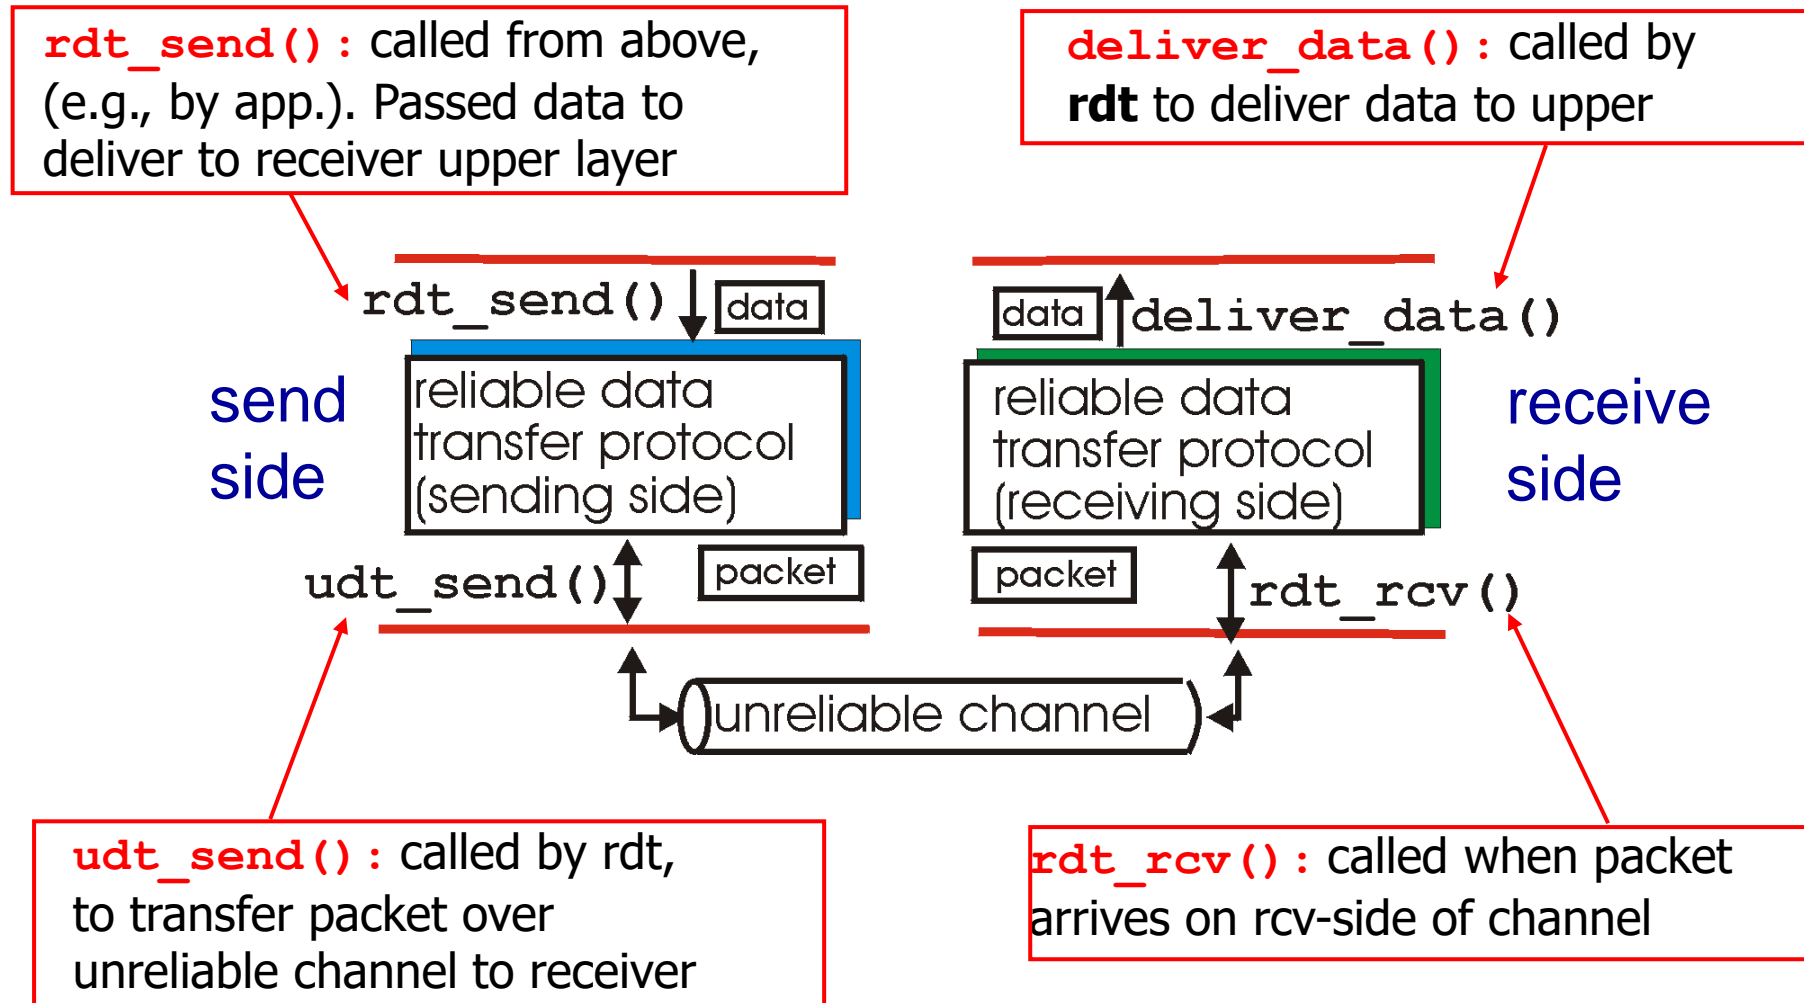 rdt_send(): called from above,
(e.g., by app.). Passed data to
deliver to receiver upper layer
deliver_data(): called by
rdt to deliver data to upper
rdt_send()
data
data
deliver_data()
send
side
reliable data
transfer protocol
(sending side)
reliable data
transfer protocol
(receiving side)
receive
side
udt_send()
packet
packet
rdt_rcv()
unreliable channel
udt_send(): called by rdt,
to transfer packet over
unreliable channel to receiver
rdt_rcv(): called when packet
arrives on rcv-side of channel